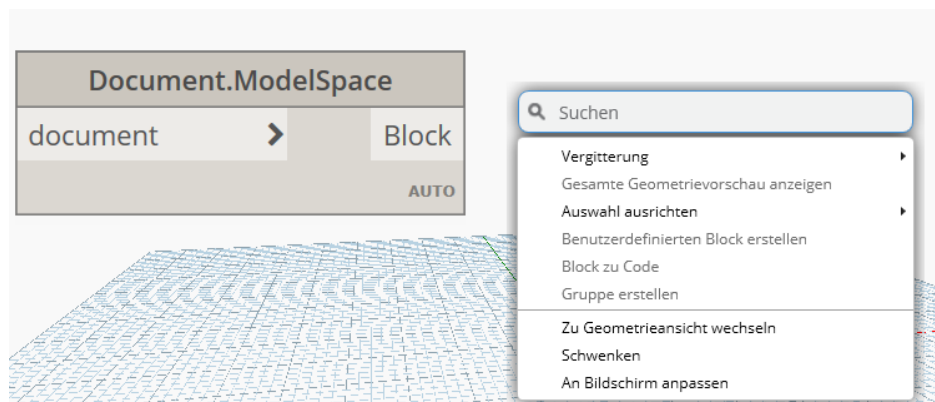 Document.ModelSpace
document
Block
AUTO
Suchen
Vergitterung
Gesamte Geometrievorschau anzeigen
Auswahl ausrichten
Benutzerdefinierten Block erstellen
Block zu Code
Gruppe erstellen
Zu Geometrieansicht wechseln
Schwenken
An Bildschirm anpassen